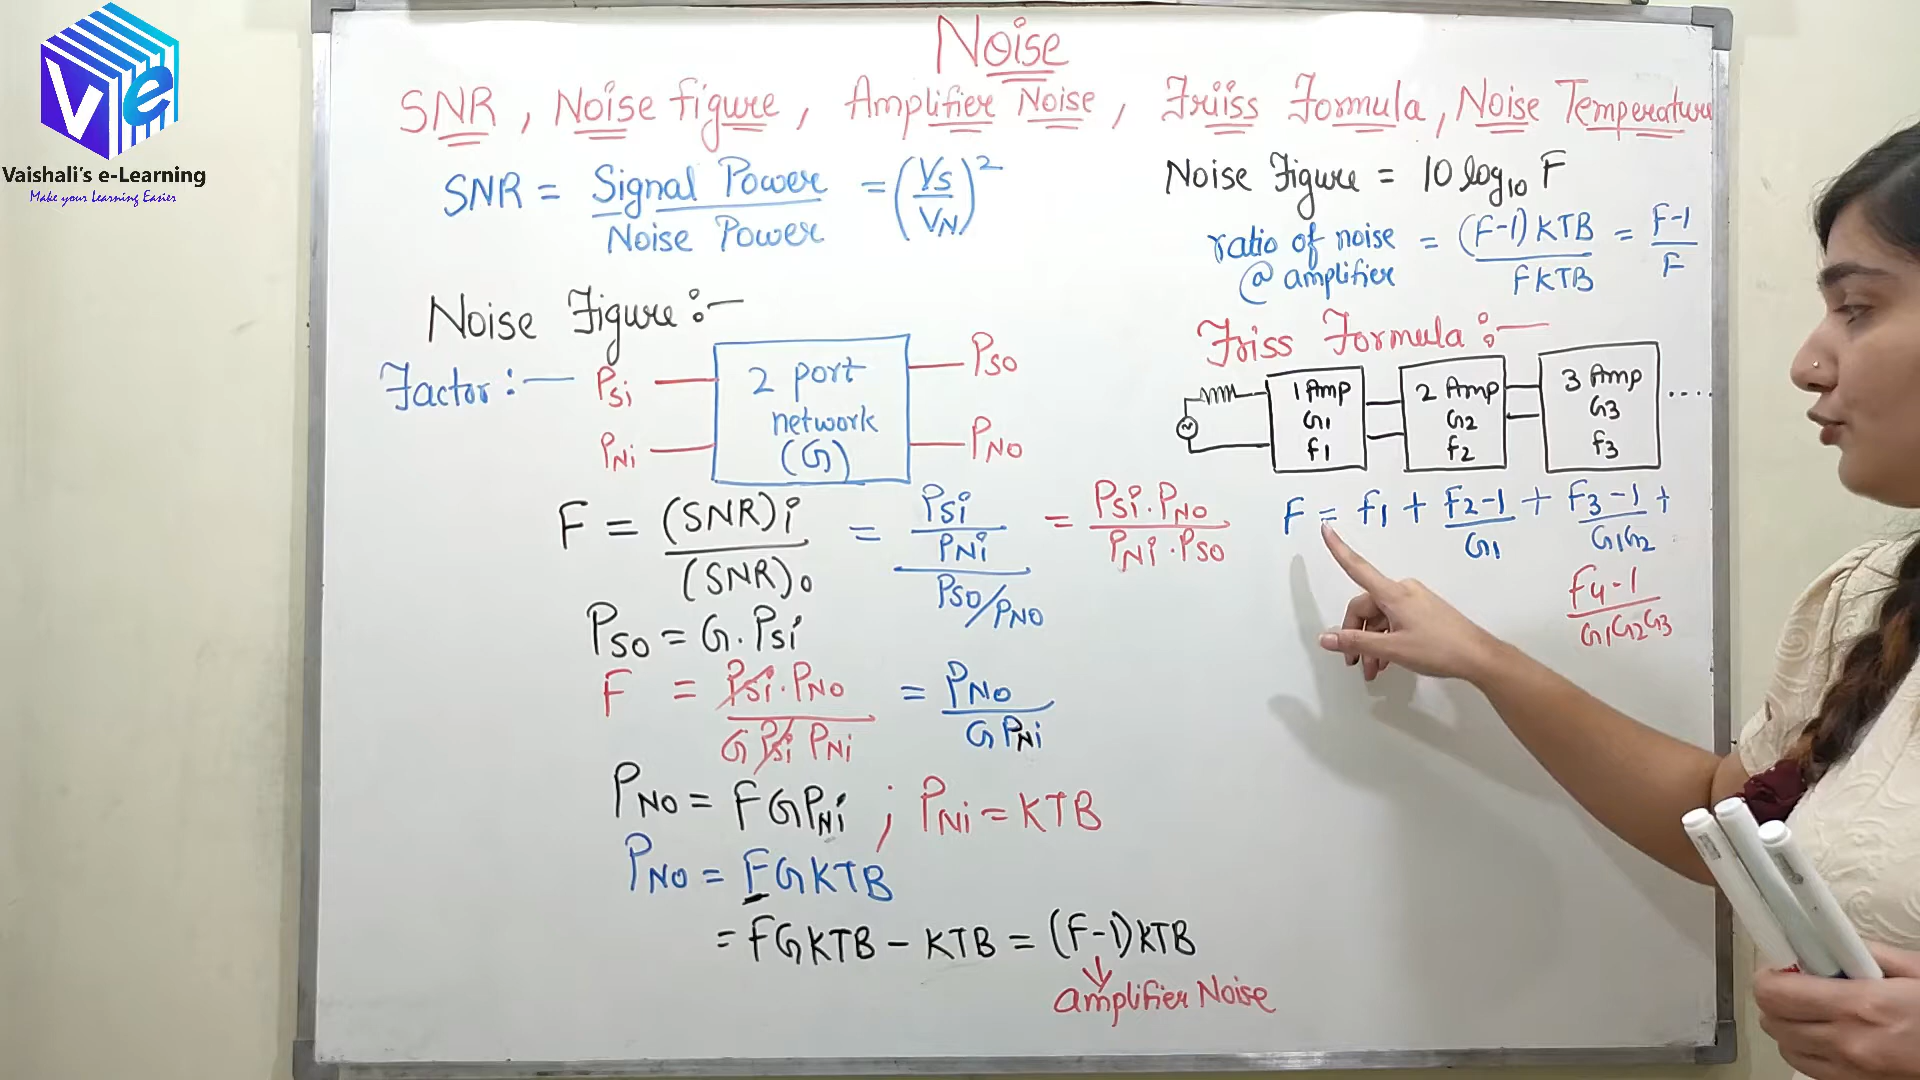 Vaishali's e-Learning
Make your Learning Easier
Noise
SNR, Noise figure, Amplifier Noise, Friiss Formula, Noise Temperature
SNR = Signal Power / Noise Power = (VS / VN)²
Noise Figure :-
Factor :-
PSi
PNi
2 port
network
(G)
PSO
PNO
F = (SNR)i / (SNR)o = (PSi / PNi) / (PSO/PNO) = PSi . PNO / PNi . PSO
PSO = G . PSi
F = PSi . PNO / G PSi PNi = PNO / G PNi
PNO = FGPNi ; PNi = KTB
PNO = FGKTB
= FGKTB - KTB = (F-1)KTB
↓
amplifier Noise
Noise Figure = 10 log10 F
ratio of noise @ amplifier = (F-1)KTB / FKTB = F-1 / F
Friss Formula :-
1 Amp
G1
f1
2 Amp
G2
f2
3 Amp
G3
f3
....
F = f1 + F2-1 / G1 + F3-1 / G1G2 +
F4-1 / G1G2G3